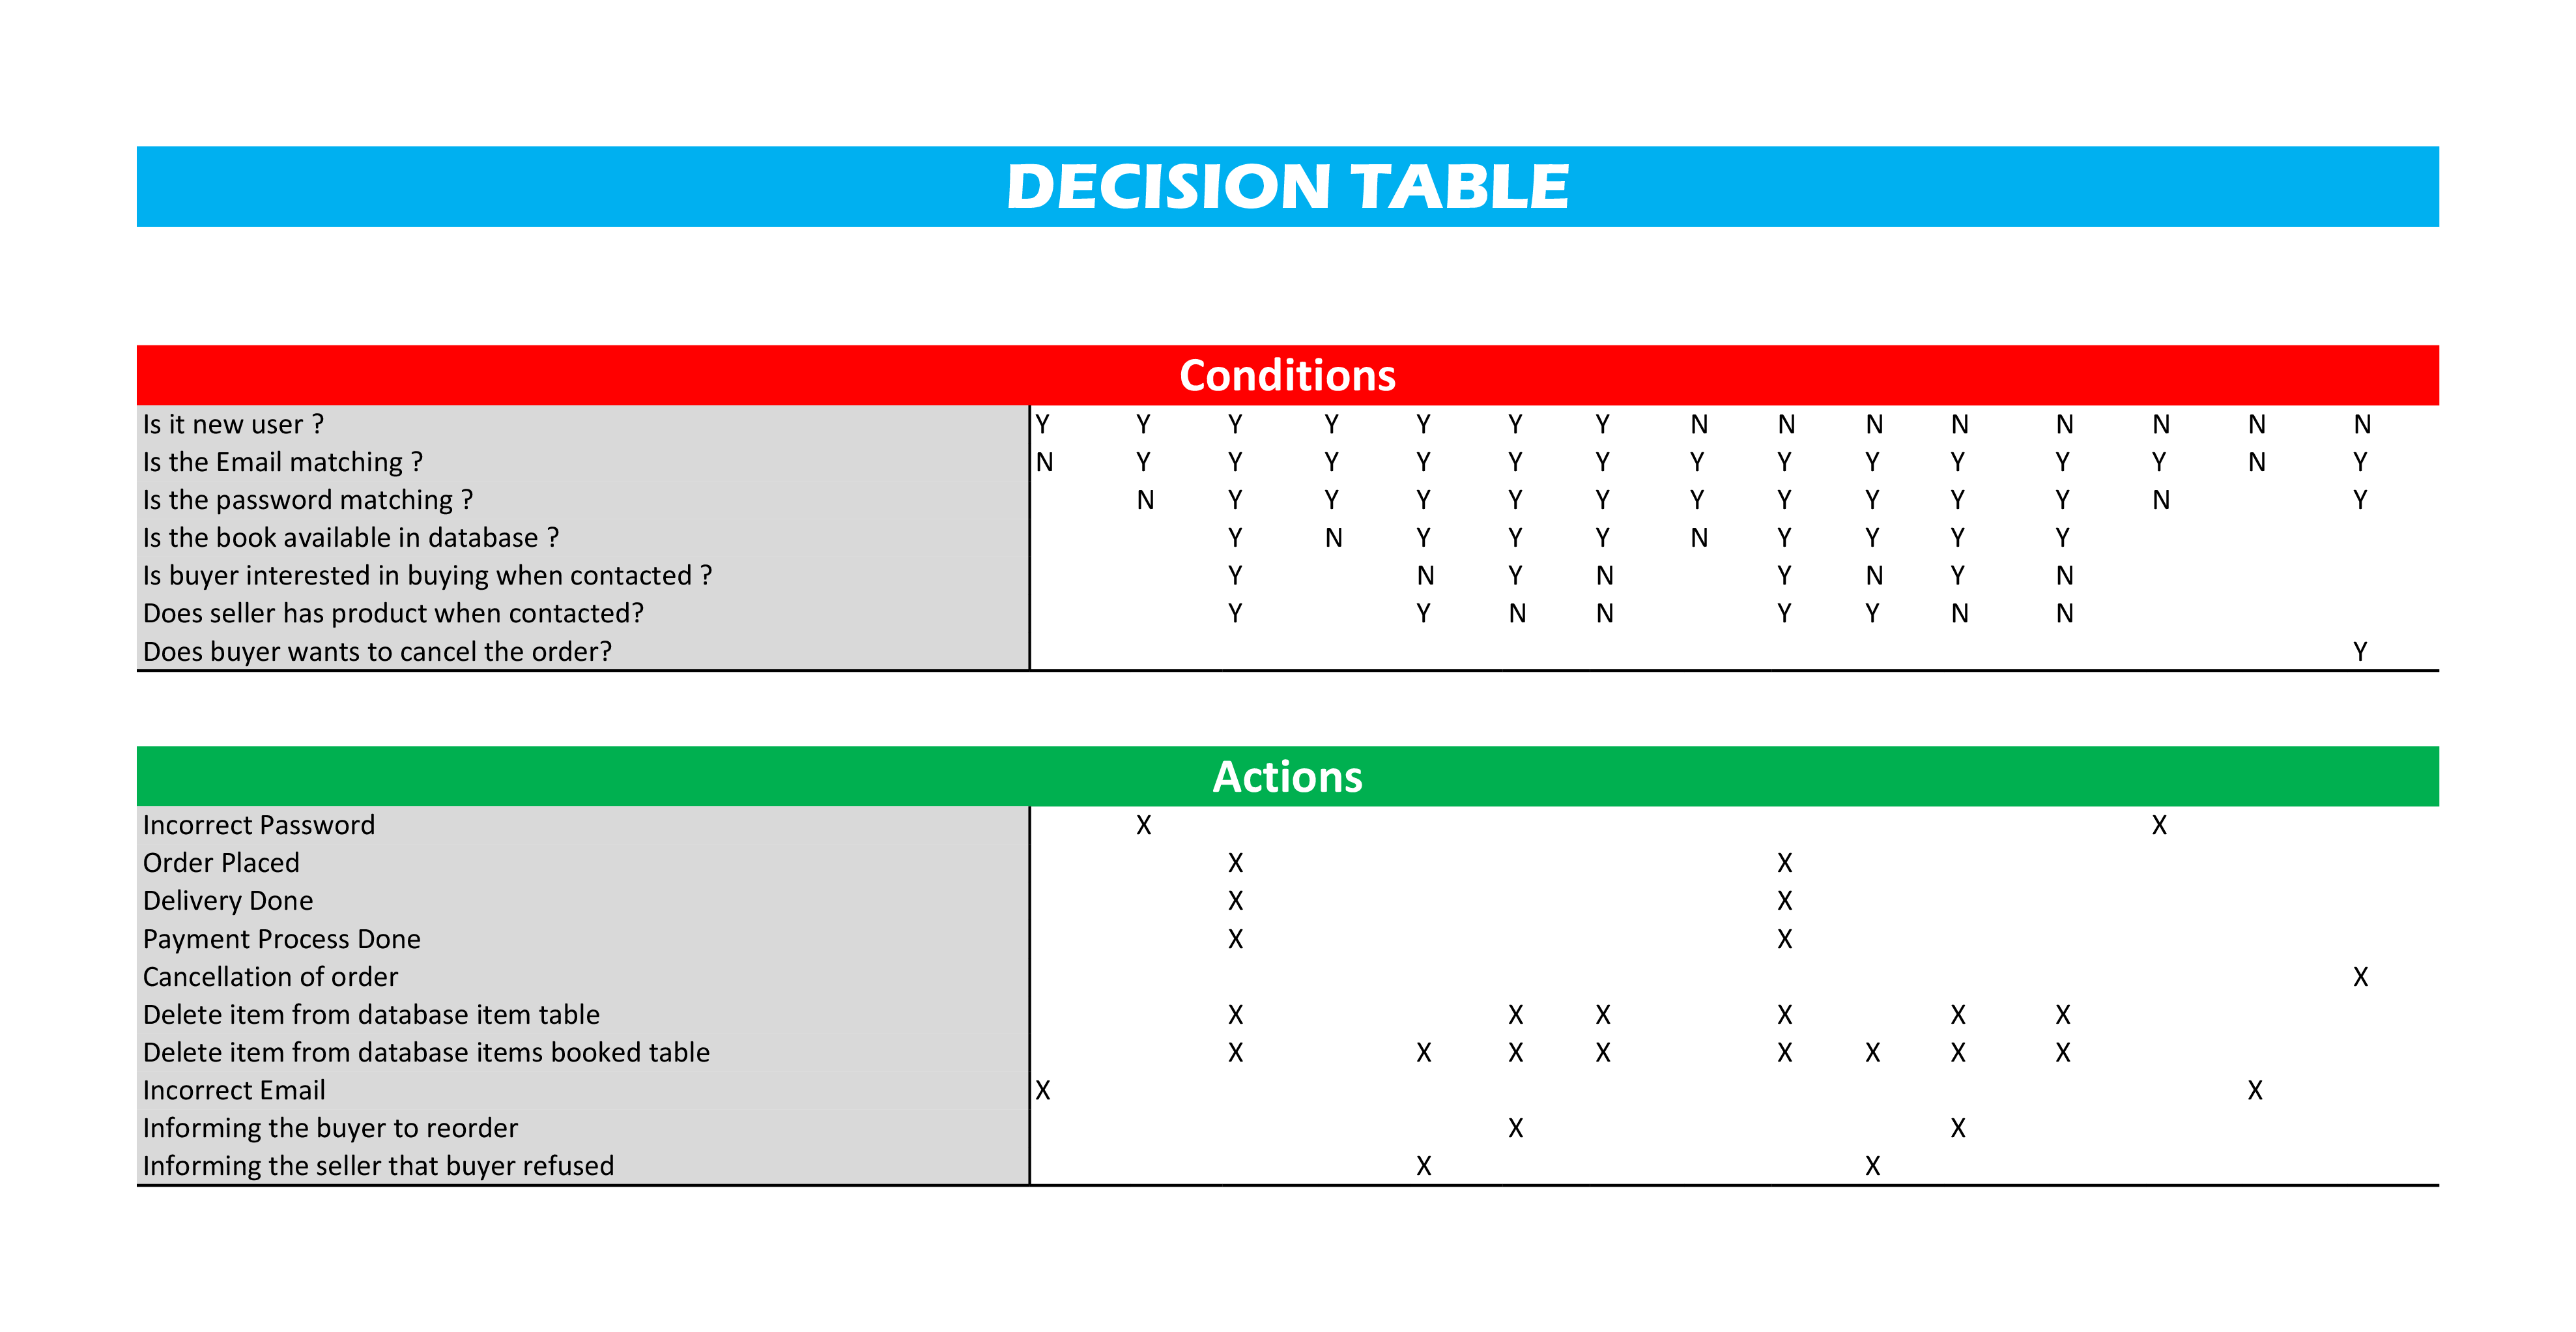 DECISION TABLE
Conditions
Is it new user ? Y Y Y Y Y Y Y N N N N N N N N
Is the Email matching ? N Y Y Y Y Y Y Y Y Y Y Y Y N Y
Is the password matching ? N Y Y Y Y Y Y Y Y Y Y N Y
Is the book available in database ? Y N Y Y Y N Y Y Y Y
Is buyer interested in buying when contacted ? Y N Y N Y N Y N
Does seller has product when contacted? Y Y N N Y Y N N
Does buyer wants to cancel the order? Y
Actions
Incorrect Password X X
Order Placed X X
Delivery Done X X
Payment Process Done X X
Cancellation of order X
Delete item from database item table X X X X X X
Delete item from database items booked table X X X X X X X X
Incorrect Email X X
Informing the buyer to reorder X X
Informing the seller that buyer refused X X